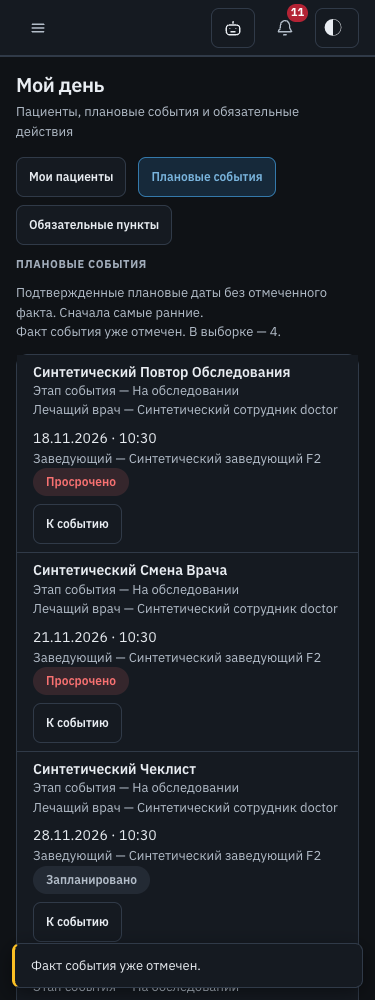 11
Мой день
Пациенты, плановые события и обязательные
действия
Мои пациенты
Плановые события
Обязательные пункты
ПЛАНОВЫЕ СОБЫТИЯ
Подтвержденные плановые даты без отмеченного
факта. Сначала самые ранние.
Факт события уже отмечен. В выборке — 4.
Синтетический Повтор Обследования
Этап события — На обследовании
Лечащий врач — Синтетический сотрудник doctor
18.11.2026 · 10:30
Заведующий — Синтетический заведующий F2
Просрочено
К событию
Синтетический Смена Врача
Этап события — На обследовании
Лечащий врач — Синтетический сотрудник doctor
21.11.2026 · 10:30
Заведующий — Синтетический заведующий F2
Просрочено
К событию
Синтетический Чеклист
Этап события — На обследовании
Лечащий врач — Синтетический сотрудник doctor
28.11.2026 · 10:30
Заведующий — Синтетический заведующий F2
Запланировано
К событию
Факт события уже отмечен.
Этап события — На обследовании